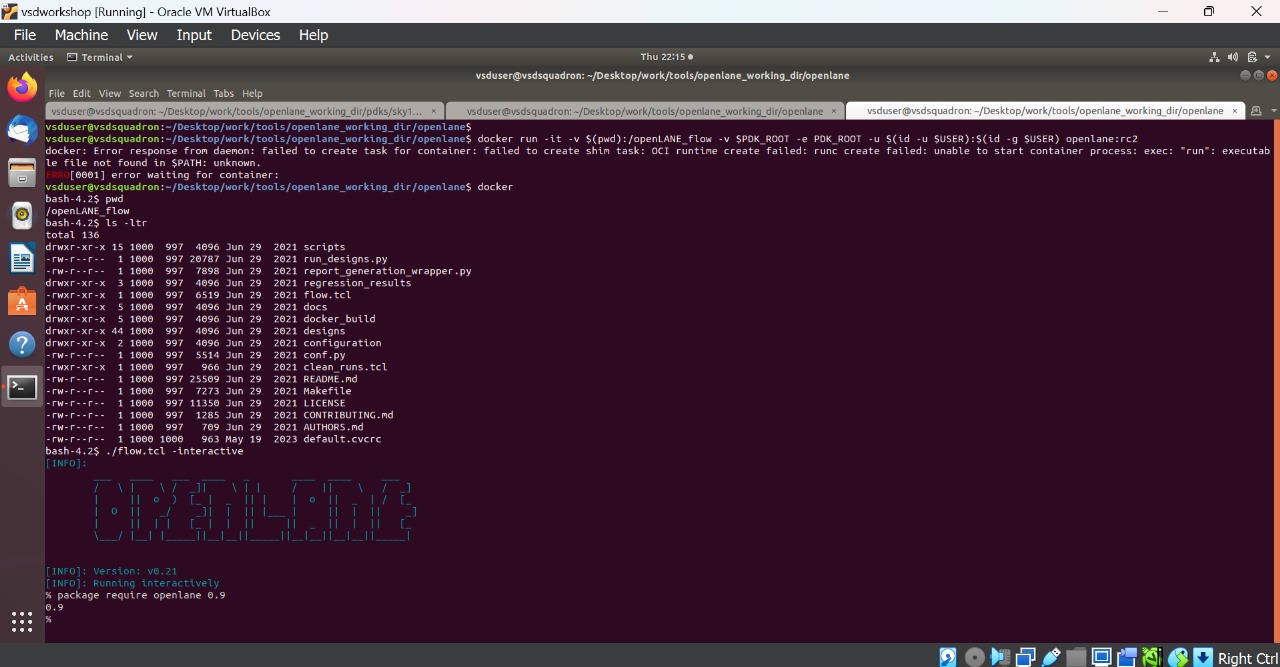 vsdworkshop [Running] - Oracle VM VirtualBox
File Machine View Input Devices Help
Activities Terminal Thu 22:15
vsduser@vsdsquadron: ~/Desktop/work/tools/openlane_working_dir/openlane
File Edit View Search Terminal Tabs Help
vsduser@vsdsquadron: ~/Desktop/work/tools/openlane_working_dir/pdks/sky1... × vsduser@vsdsquadron: ~/Desktop/work/tools/openlane_working_dir/openlane × vsduser@vsdsquadron: ~/Desktop/work/tools/openlane_working_dir/openlane ×
vsduser@vsdsquadron:~/Desktop/work/tools/openlane_working_dir/openlane$
vsduser@vsdsquadron:~/Desktop/work/tools/openlane_working_dir/openlane$ docker run -it -v $(pwd):/openLANE_flow -v $PDK_ROOT -e PDK_ROOT -u $(id -u $USER):$(id -g $USER) openlane:rc2
docker: Error response from daemon: failed to create task for container: failed to create shim task: OCI runtime create failed: runc create failed: unable to start container process: exec: "run": executab
le file not found in $PATH: unknown.
ERRO[0001] error waiting for container:
vsduser@vsdsquadron:~/Desktop/work/tools/openlane_working_dir/openlane$ docker
bash-4.2$ pwd
/openLANE_flow
bash-4.2$ ls -ltr
total 136
drwxr-xr-x 15 1000 997 4096 Jun 29 2021 scripts
-rw-r--r-- 1 1000 997 20787 Jun 29 2021 run_designs.py
-rw-r--r-- 1 1000 997 7898 Jun 29 2021 report_generation_wrapper.py
drwxr-xr-x 3 1000 997 4096 Jun 29 2021 regression_results
-rwxr-xr-x 1 1000 997 6519 Jun 29 2021 flow.tcl
drwxr-xr-x 5 1000 997 4096 Jun 29 2021 docs
drwxr-xr-x 5 1000 997 4096 Jun 29 2021 docker_build
drwxr-xr-x 44 1000 997 4096 Jun 29 2021 designs
drwxr-xr-x 2 1000 997 4096 Jun 29 2021 configuration
-rw-r--r-- 1 1000 997 5514 Jun 29 2021 conf.py
-rwxr-xr-x 1 1000 997 966 Jun 29 2021 clean_runs.tcl
-rw-r--r-- 1 1000 997 25509 Jun 29 2021 README.md
-rw-r--r-- 1 1000 997 7273 Jun 29 2021 Makefile
-rw-r--r-- 1 1000 997 11350 Jun 29 2021 LICENSE
-rw-r--r-- 1 1000 997 1285 Jun 29 2021 CONTRIBUTING.md
-rw-r--r-- 1 1000 997 709 Jun 29 2021 AUTHORS.md
-rw-r--r-- 1 1000 1000 963 May 19 2023 default.cvcrc
bash-4.2$ ./flow.tcl -interactive
[INFO]:
OPENLANE
[INFO]: Version: v0.21
[INFO]: Running interactively
% package require openlane 0.9
0.9
%
Right Ctrl